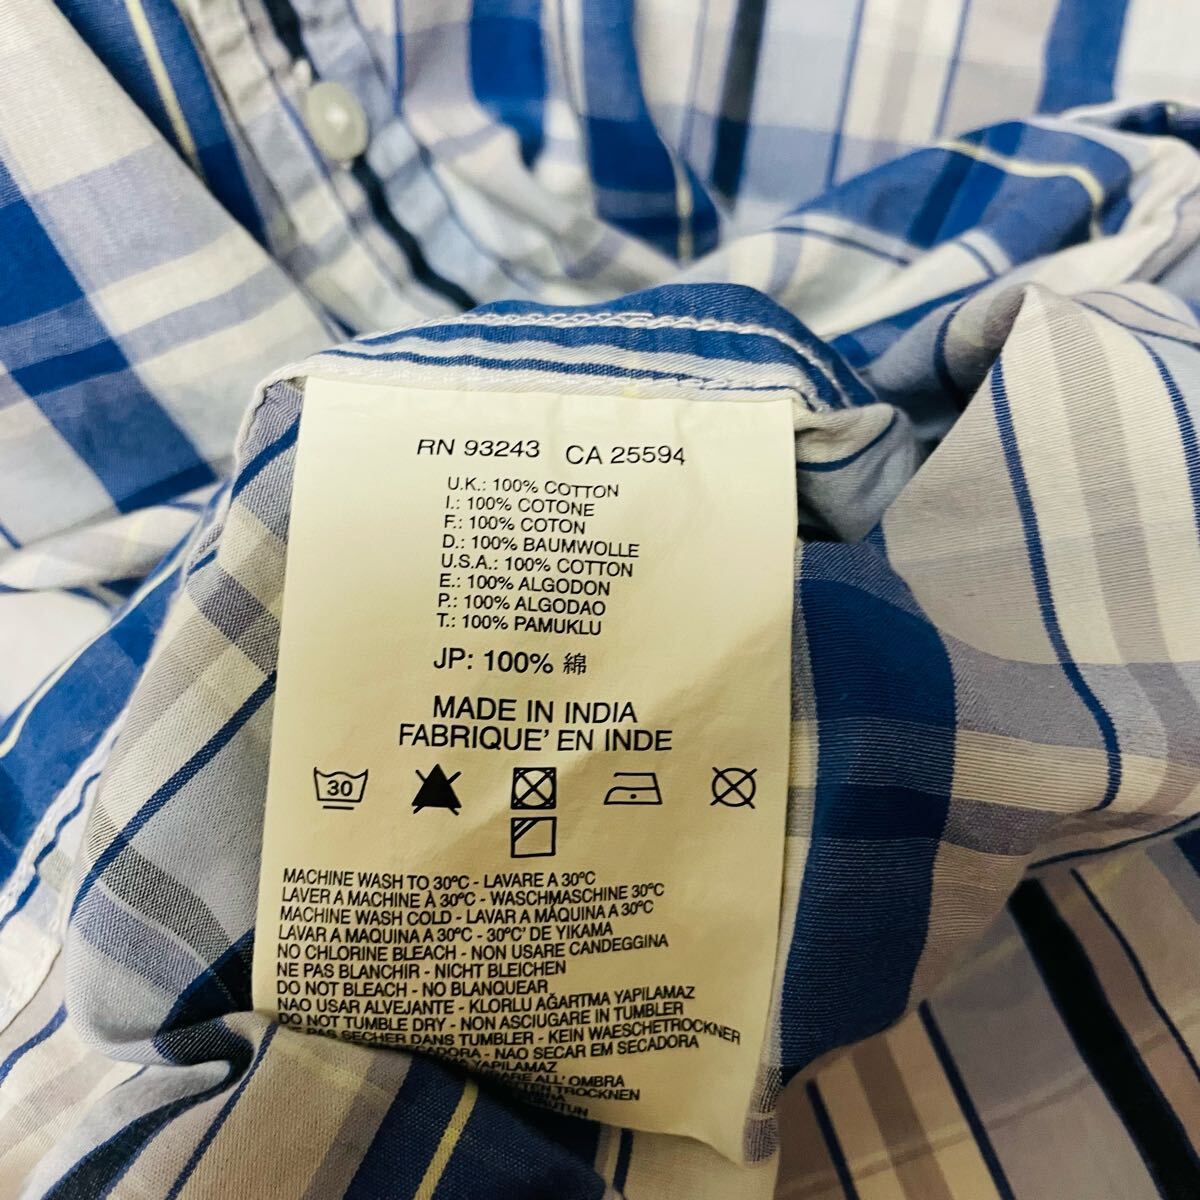 RN 93243 CA 25594
U.K.: 100% COTTON
I.: 100% COTONE
F.: 100% COTON
D.: 100% BAUMWOLLE
U.S.A.: 100% COTTON
E.: 100% ALGODON
P.: 100% ALGODAO
T.: 100% PAMUKLU
JP: 100% 綿
MADE IN INDIA
FABRIQUE' EN INDE
30
MACHINE WASH TO 30°C - LAVARE A 30°C
LAVER A MACHINE À 30°C - WASCHMASCHINE 30°C
MACHINE WASH COLD - LAVAR A MÁQUINA A 30°C
LAVAR A MAQUINA A 30°C - 30°C' DE YIKAMA
NO CHLORINE BLEACH - NON USARE CANDEGGINA
NE PAS BLANCHIR - NICHT BLEICHEN
DO NOT BLEACH - NO BLANQUEAR
NAO USAR ALVEJANTE - KLORLU AĞARTMA YAPILAMAZ
DO NOT TUMBLE DRY - NON ASCIUGARE IN TUMBLER
PAS SECHER DANS TUMBLER - KEIN WAESCHETROCKNER
- NAO SECAR EM SECADORA
YAPILAMAZ
ALL' OMBRA
TROCKNEN